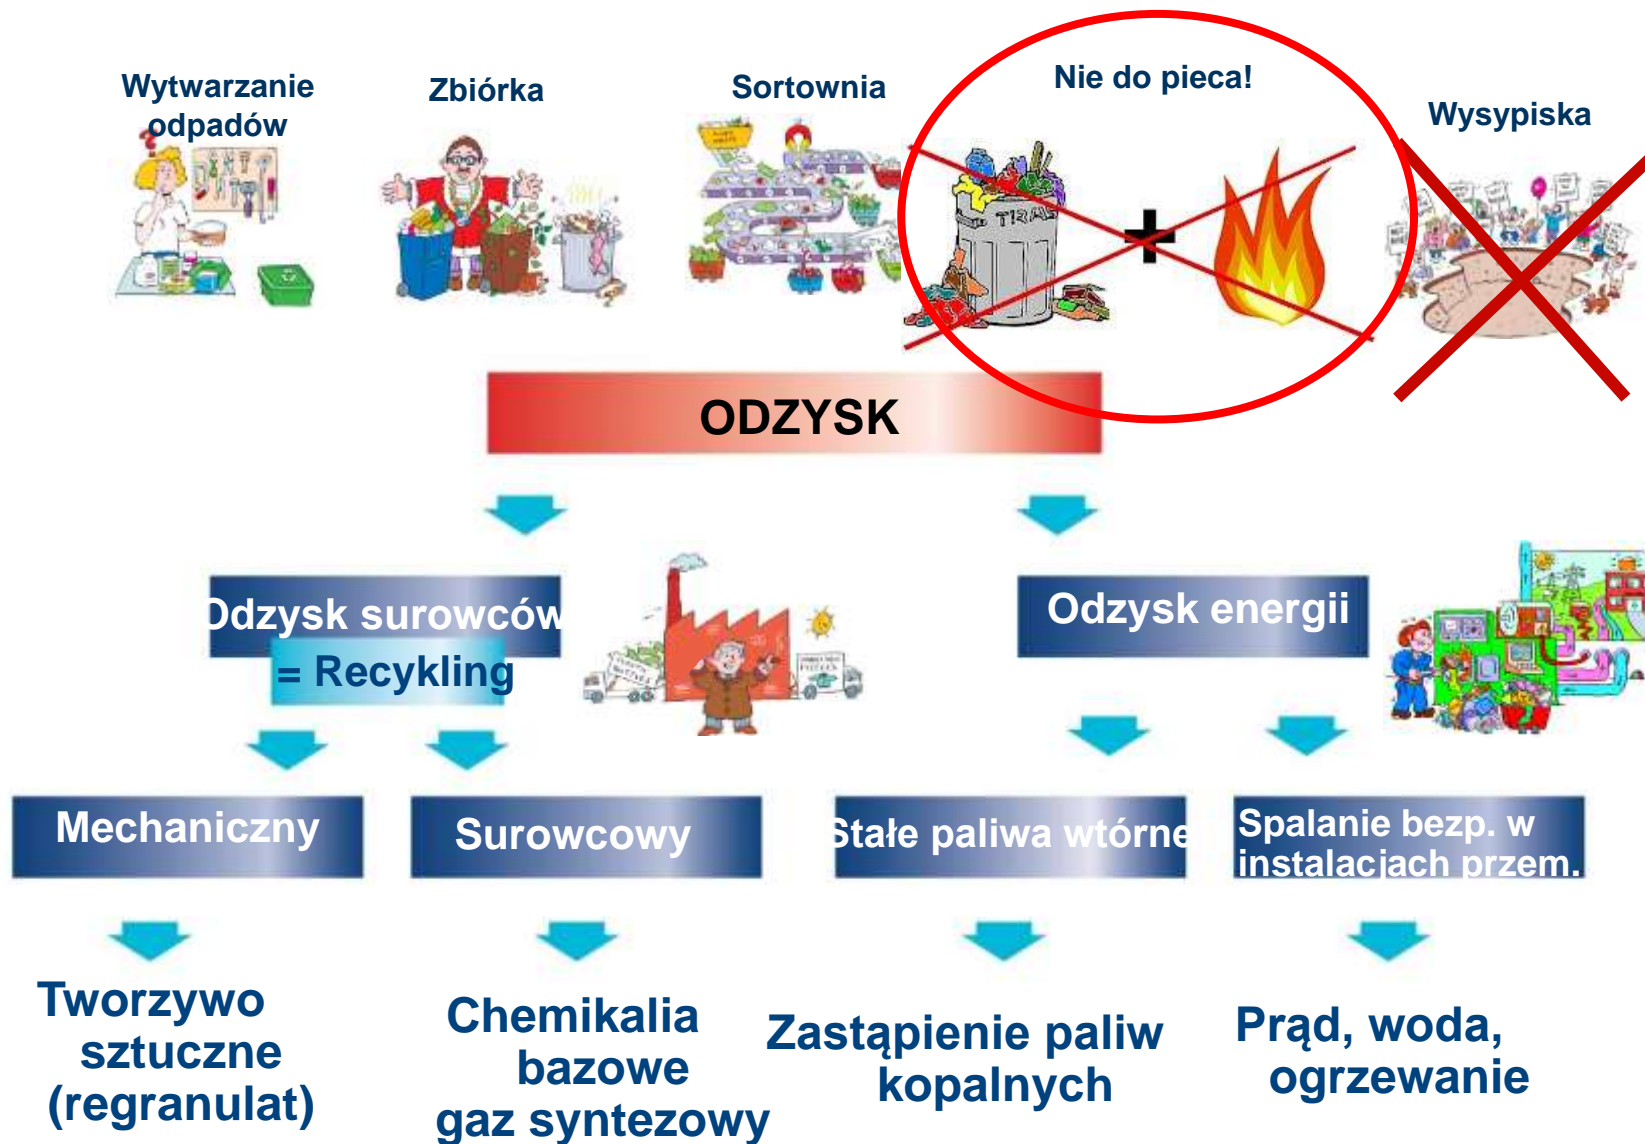 Wytwarzanie
odpadów
Zbiórka
Sortownia
Nie do pieca!
Wysypiska
ODZYSK
Odzysk surowców
= Recykling
Odzysk energii
Mechaniczny
Surowcowy
Stałe paliwa wtórne
Spalanie bezp. w
instalacjach przem.
Tworzywo
sztuczne
(regranulat)
Chemikalia
bazowe
gaz syntezowy
Zastąpienie paliw
kopalnych
Prąd, woda,
ogrzewanie